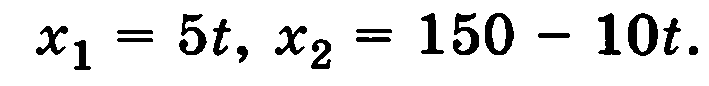 x₁ = 5t, x₂ = 150 − 10t.